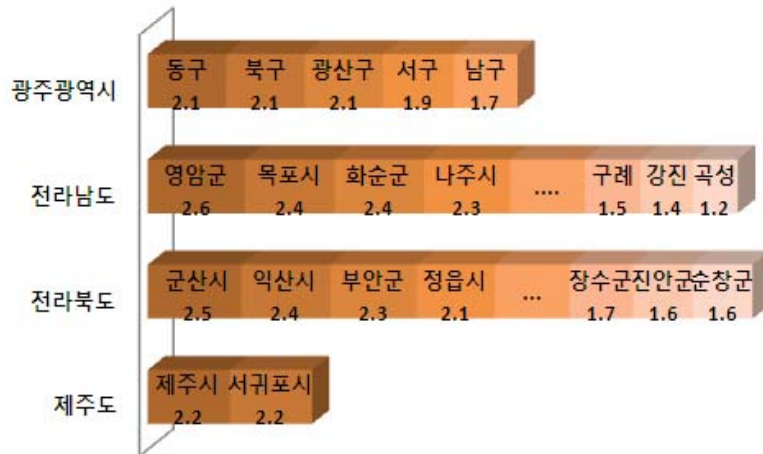 동구 북구 광산구 서구 남구
광주광역시
2.1 2.1 2.1 1.9 1.7
영암군 목포시 화순군 나주시 .... 구례 강진 곡성
전라남도
2.6 2.4 2.4 2.3 1.5 1.4 1.2
군산시 익산시 부안군 정읍시 ... 장수군 진안군 순창군
전라북도
2.5 2.4 2.3 2.1 1.7 1.6 1.6
제주시 서귀포시
제주도
2.2 2.2